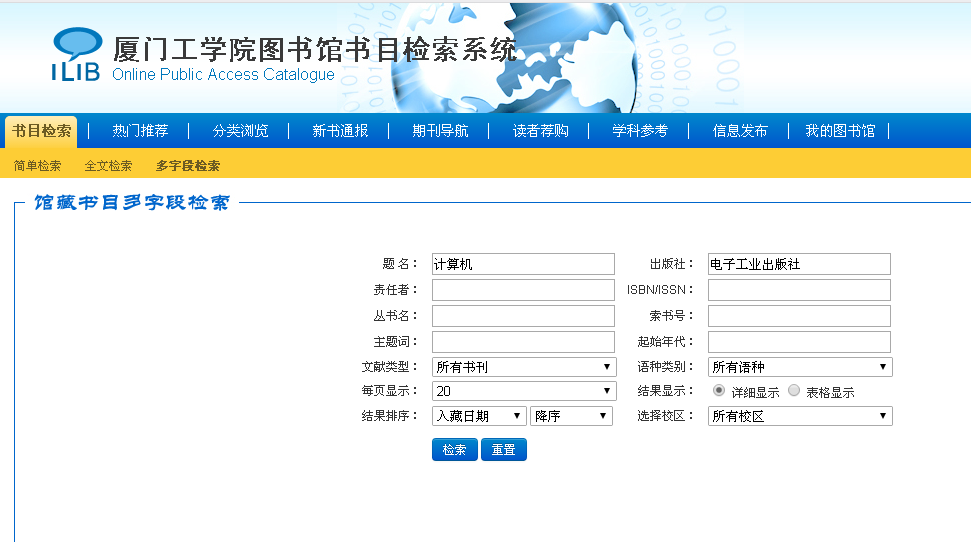 厦门工学院图书馆书目检索系统
ILIB Online Public Access Catalogue
书目检索 热门推荐 分类浏览 新书通报 期刊导航 读者荐购 学科参考 信息发布 我的图书馆
简单检索 全文检索 多字段检索
馆藏书目多字段检索
题 名： 计算机 出版社： 电子工业出版社
责任者： ISBN/ISSN：
丛书名： 索书号：
主题词： 起始年代：
文献类型： 所有书刊 语种类别： 所有语种
每页显示： 20 结果显示： 详细显示 表格显示
结果排序： 入藏日期 降序 选择校区： 所有校区
检索 重置